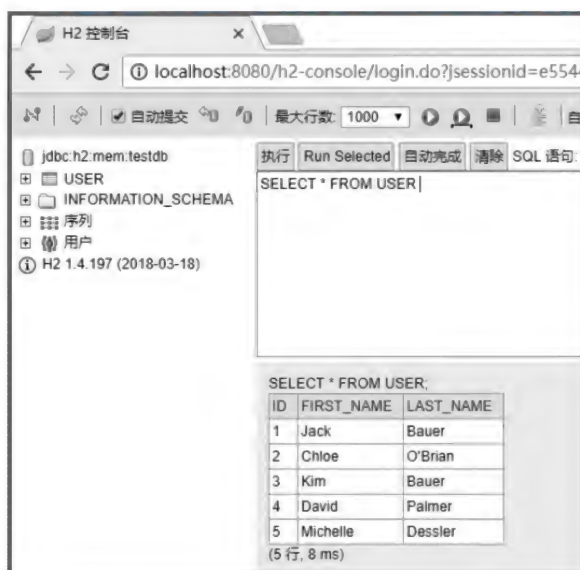 H2 控制台
localhost:8080/h2-console/login.do?jsessionid=e554
自动提交 最大行数: 1000 自
jdbc:h2:mem:testdb
USER
INFORMATION_SCHEMA
序列
用户
H2 1.4.197 (2018-03-18)
执行 Run Selected 自动完成 清除 SQL 语句:
SELECT * FROM USER
SELECT * FROM USER;
ID FIRST_NAME LAST_NAME
1 Jack Bauer
2 Chloe O'Brian
3 Kim Bauer
4 David Palmer
5 Michelle Dessler
(5 行, 8 ms)